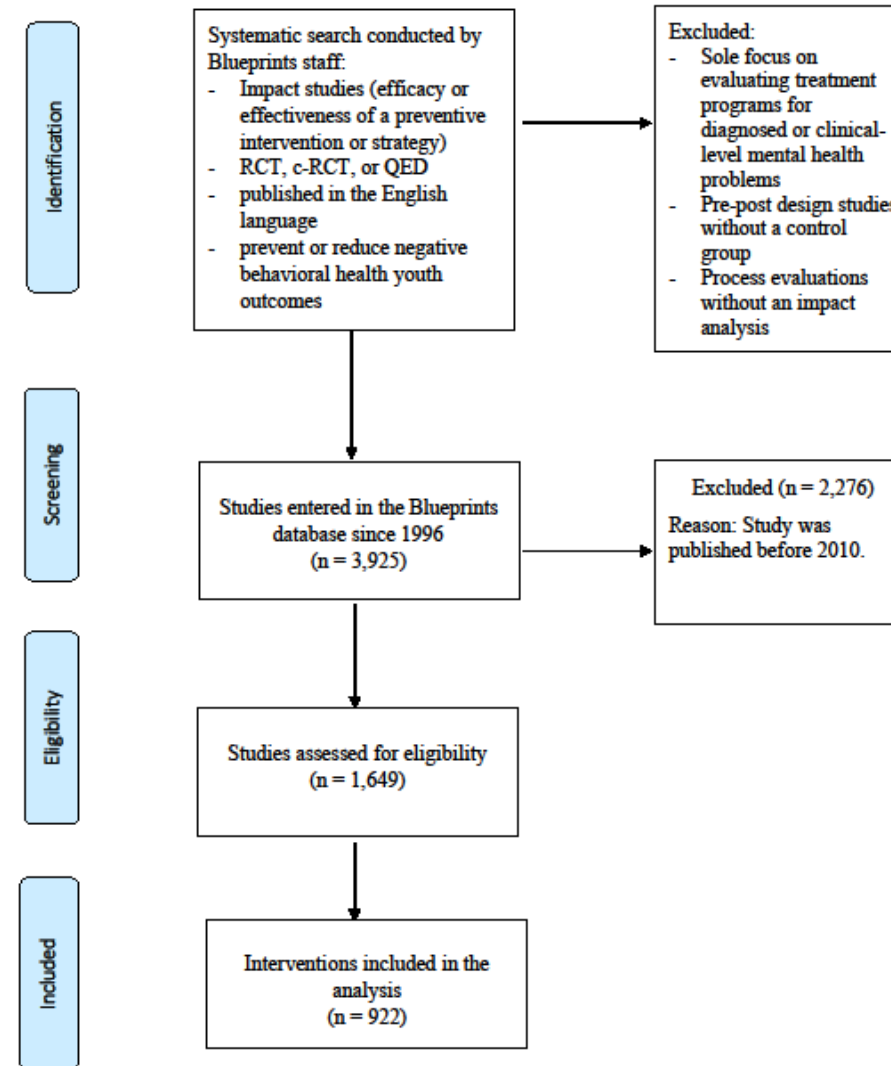 Identification
Systematic search conducted by
Blueprints staff:
- Impact studies (efficacy or
effectiveness of a preventive
intervention or strategy)
- RCT, c-RCT, or QED
- published in the English
language
- prevent or reduce negative
behavioral health youth
outcomes
Excluded:
- Sole focus on
evaluating treatment
programs for
diagnosed or clinical-
level mental health
problems
- Pre-post design studies
without a control
group
- Process evaluations
without an impact
analysis
Screening
Studies entered in the Blueprints
database since 1996
(n = 3,925)
Excluded (n = 2,276)
Reason: Study was
published before 2010.
Eligibility
Studies assessed for eligibility
(n = 1,649)
Included
Interventions included in the
analysis
(n = 922)